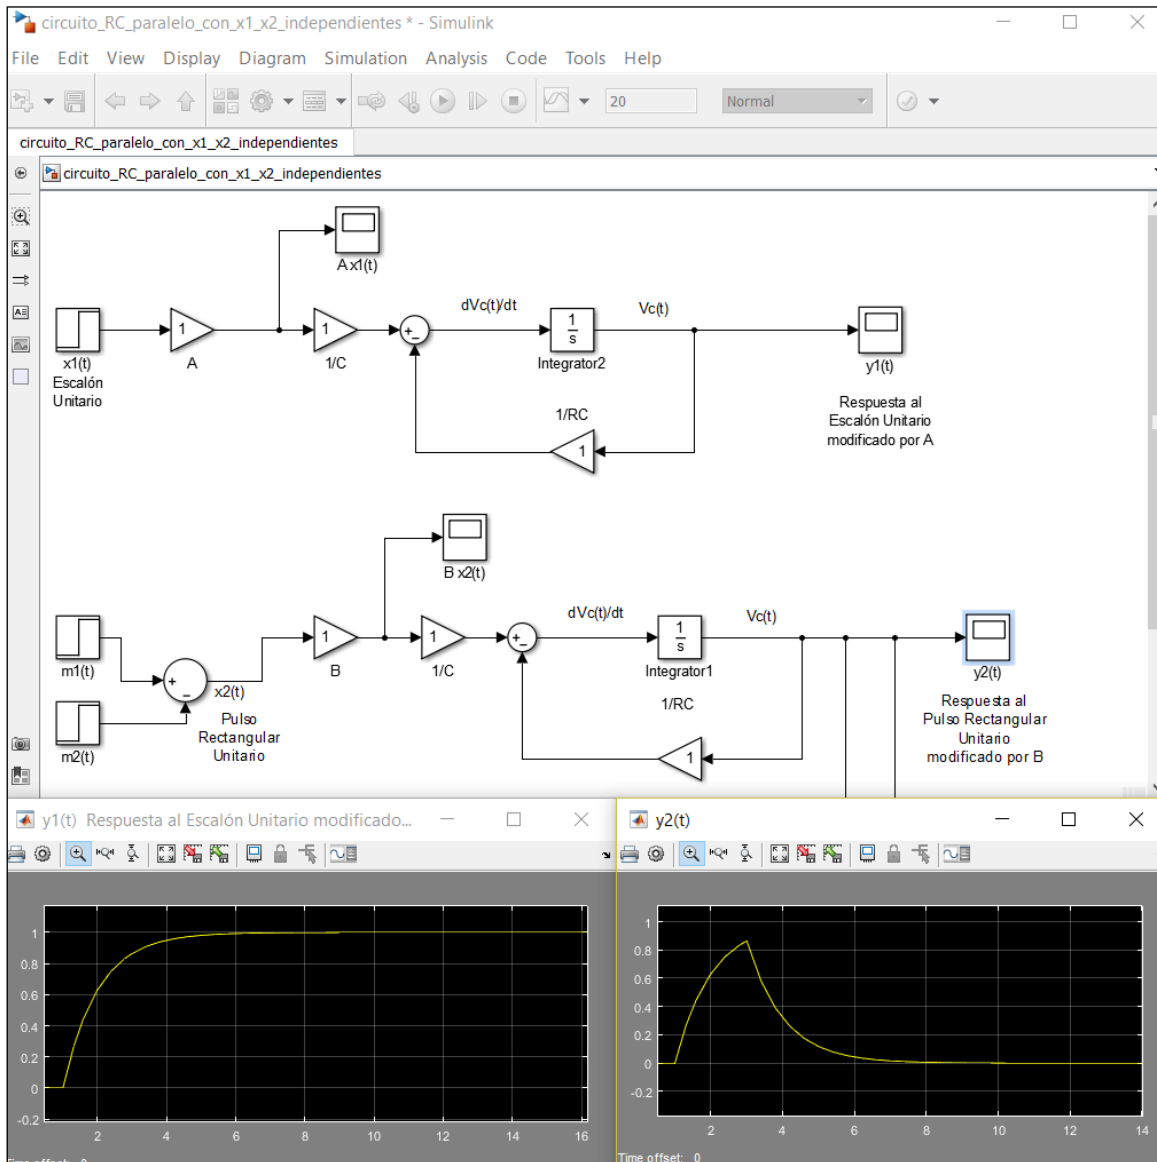 circuito_RC_paralelo_con_x1_x2_independientes * - Simulink
File Edit View Display Diagram Simulation Analysis Code Tools Help
20 Normal
circuito_RC_paralelo_con_x1_x2_independientes
circuito_RC_paralelo_con_x1_x2_independientes
A x1(t)
dVc(t)/dt Vc(t)
1 1 + − 1/s
x1(t) A 1/C Integrator2 y1(t)
Escalón
Unitario
Respuesta al
Escalón Unitario
modificado por A
1/RC
1
B x2(t)
dVc(t)/dt Vc(t)
1 1 + − 1/s
m1(t) B 1/C Integrator1 y2(t)
+ − x2(t)
Pulso
Rectangular
Unitario
m2(t)
1/RC
1
Respuesta al
Pulso Rectangular
Unitario
modificado por B
y1(t) Respuesta al Escalón Unitario modificado...
1
0.8
0.6
0.4
0.2
0
-0.2
2 4 6 8 10 12 14 16
Time offset: 0
y2(t)
1
0.8
0.6
0.4
0.2
0
-0.2
2 4 6 8 10 12 14
Time offset: 0